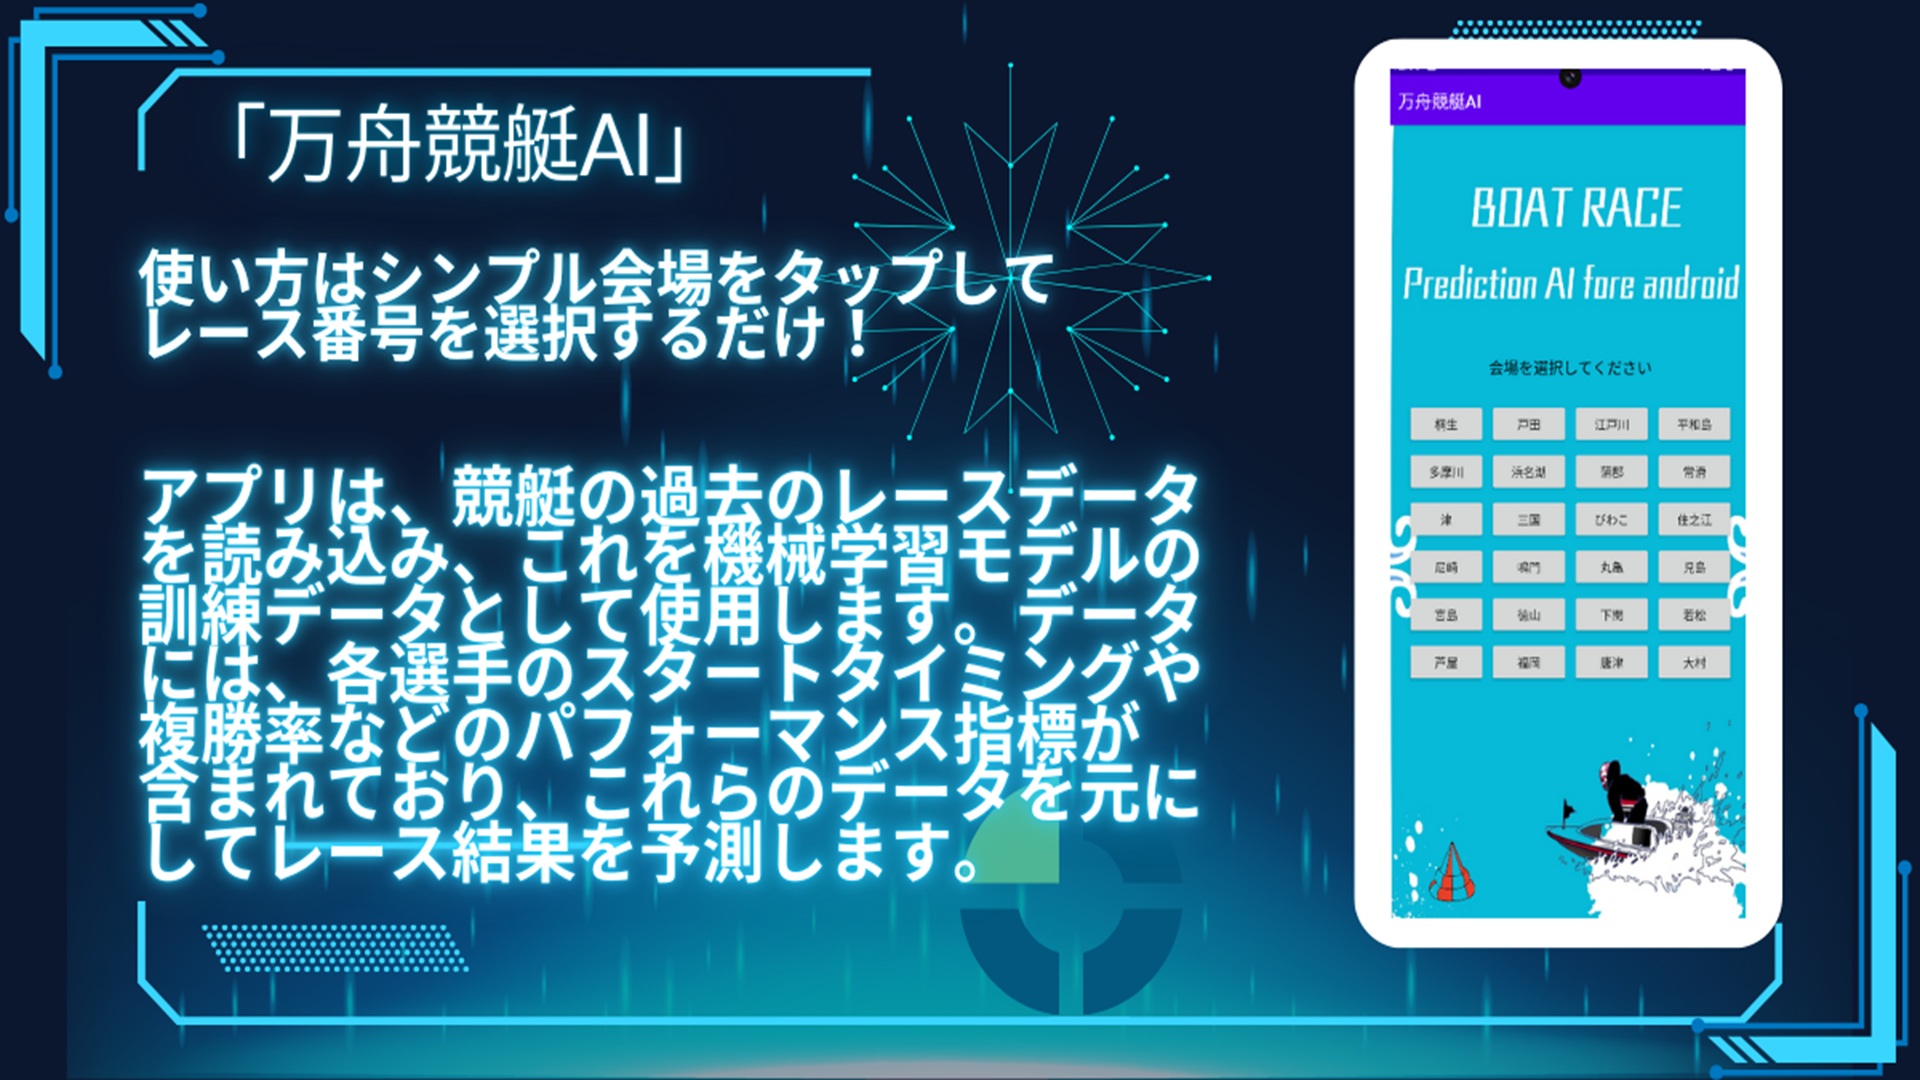 「万舟競艇AI」
使い方はシンプル会場をタップして
レース番号を選択するだけ！
アプリは、競艇の過去のレースデータ
を読み込み、これを機械学習モデルの
訓練データとして使用します。データ
には、各選手のスタートタイミングや
複勝率などのパフォーマンス指標が
含まれており、これらのデータを元に
してレース結果を予測します。
万舟競艇AI
BOAT RACE
Prediction AI fore android
会場を選択してください
桐生 戸田 江戸川 平和島
多摩川 浜名湖 蒲郡 常滑
津 三国 びわこ 住之江
尼崎 鳴門 丸亀 児島
宮島 徳山 下関 若松
芦屋 福岡 唐津 大村